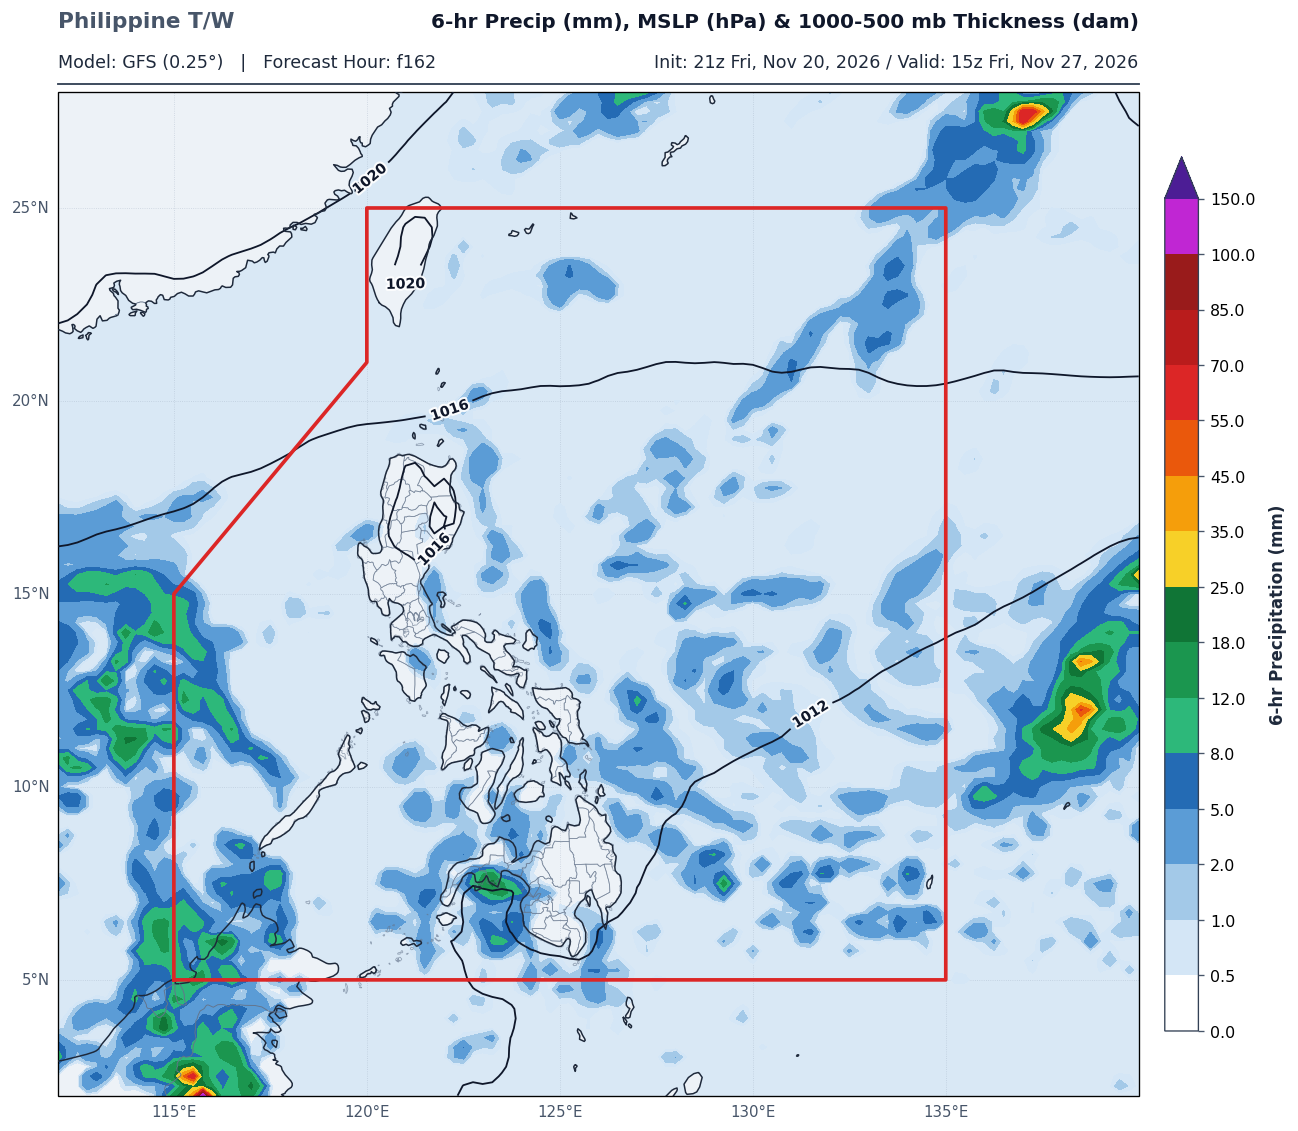 Philippine T/W
6-hr Precip (mm), MSLP (hPa) & 1000-500 mb Thickness (dam)
Model: GFS (0.25°) | Forecast Hour: f162
Init: 21z Fri, Nov 20, 2026 / Valid: 15z Fri, Nov 27, 2026
25°N
20°N
15°N
10°N
5°N
115°E
120°E
125°E
130°E
135°E
1020
1020
1016
1016
1012
150.0
100.0
85.0
70.0
55.0
45.0
35.0
25.0
18.0
12.0
8.0
5.0
2.0
1.0
0.5
0.0
6-hr Precipitation (mm)